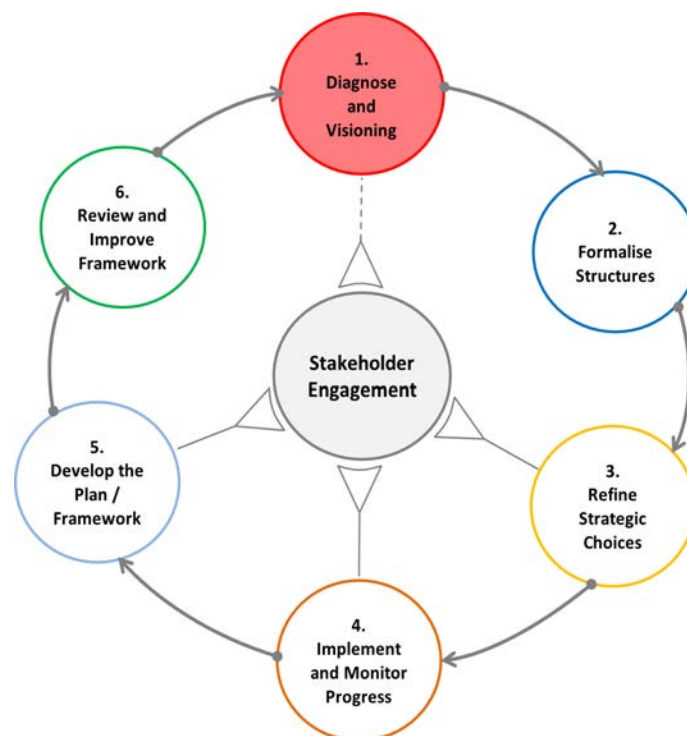 1.
Diagnose
and
Visioning
2.
Formalise
Structures
3.
Refine
Strategic
Choices
4.
Implement
and Monitor
Progress
5.
Develop the
Plan /
Framework
6.
Review and
Improve
Framework
Stakeholder
Engagement